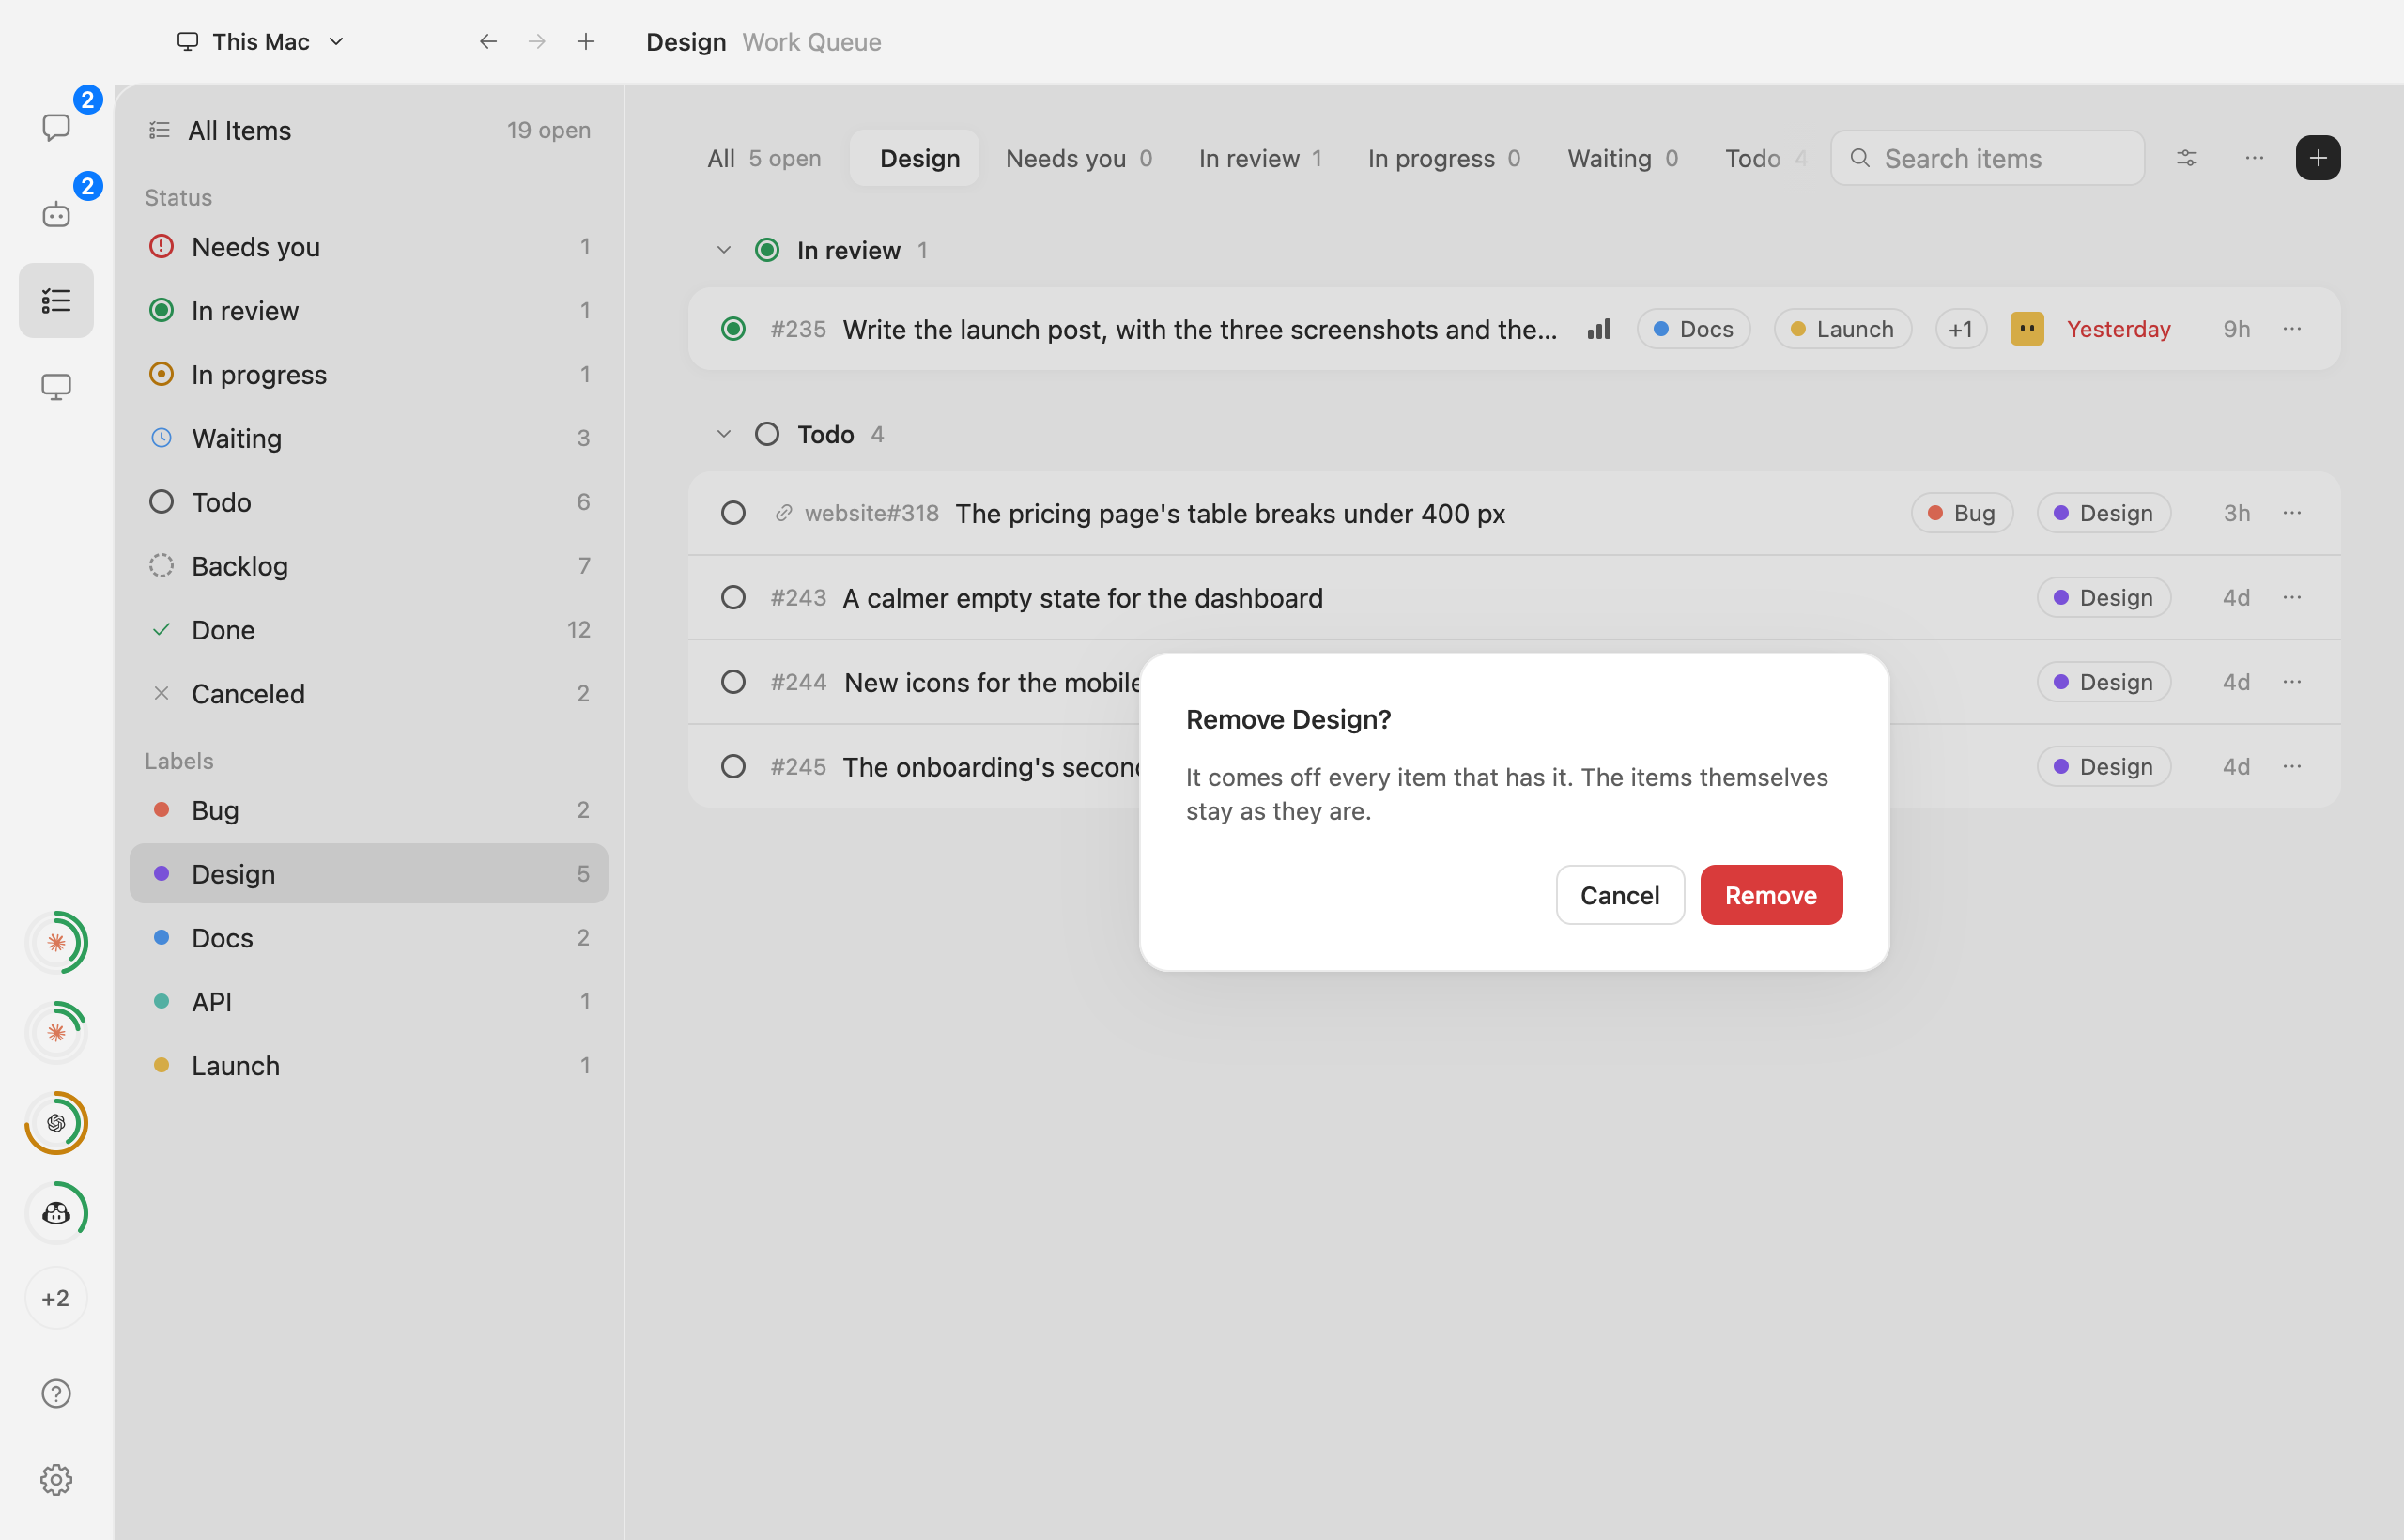 This Mac
Design Work Queue
2
2
+2
All Items 19 open
Status
Needs you 1
In review 1
In progress 1
Waiting 3
Todo 6
Backlog 7
Done 12
Canceled 2
Labels
Bug 2
Design 5
Docs 2
API 1
Launch 1
All 5 open Design Needs you 0 In review 1 In progress 0 Waiting 0 Todo 4 Search items
In review 1
#235 Write the launch post, with the three screenshots and the... Docs Launch +1 Yesterday 9h
Todo 4
website#318 The pricing page's table breaks under 400 px Bug Design 3h
#243 A calmer empty state for the dashboard Design 4d
#244 New icons for the mobile Design 4d
#245 The onboarding's Design 4d
Remove Design?
It comes off every item that has it. The items themselves
stay as they are.
Cancel Remove